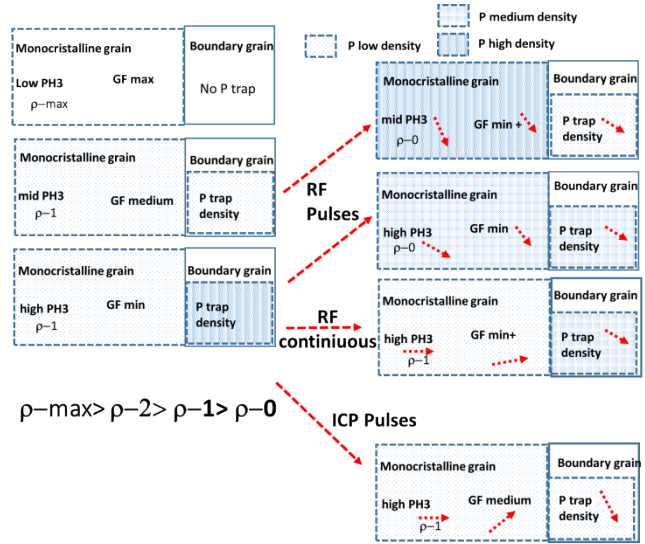 P medium density
P low density
P high density
Monocristalline grain
Boundary grain
Low PH3
GF max
No P trap
ρ−max
Monocristalline grain
Boundary grain
mid PH3
GF medium
P trap
density
ρ−1
Monocristalline grain
Boundary grain
high PH3
GF min
P trap
density
ρ−1
ρ−max> ρ−2> ρ−1> ρ−0
RF
Pulses
RF
continiuous
ICP Pulses
Monocristalline grain
Boundary grain
mid PH3
GF min +
P trap
density
ρ−0
Monocristalline grain
Boundary grain
high PH3
GF min
P trap
density
ρ−0
Monocristalline grain
Boundary grain
high PH3
GF min+
P trap
density
ρ−1
Monocristalline grain
Boundary grain
high PH3
GF medium
P trap
density
ρ−1